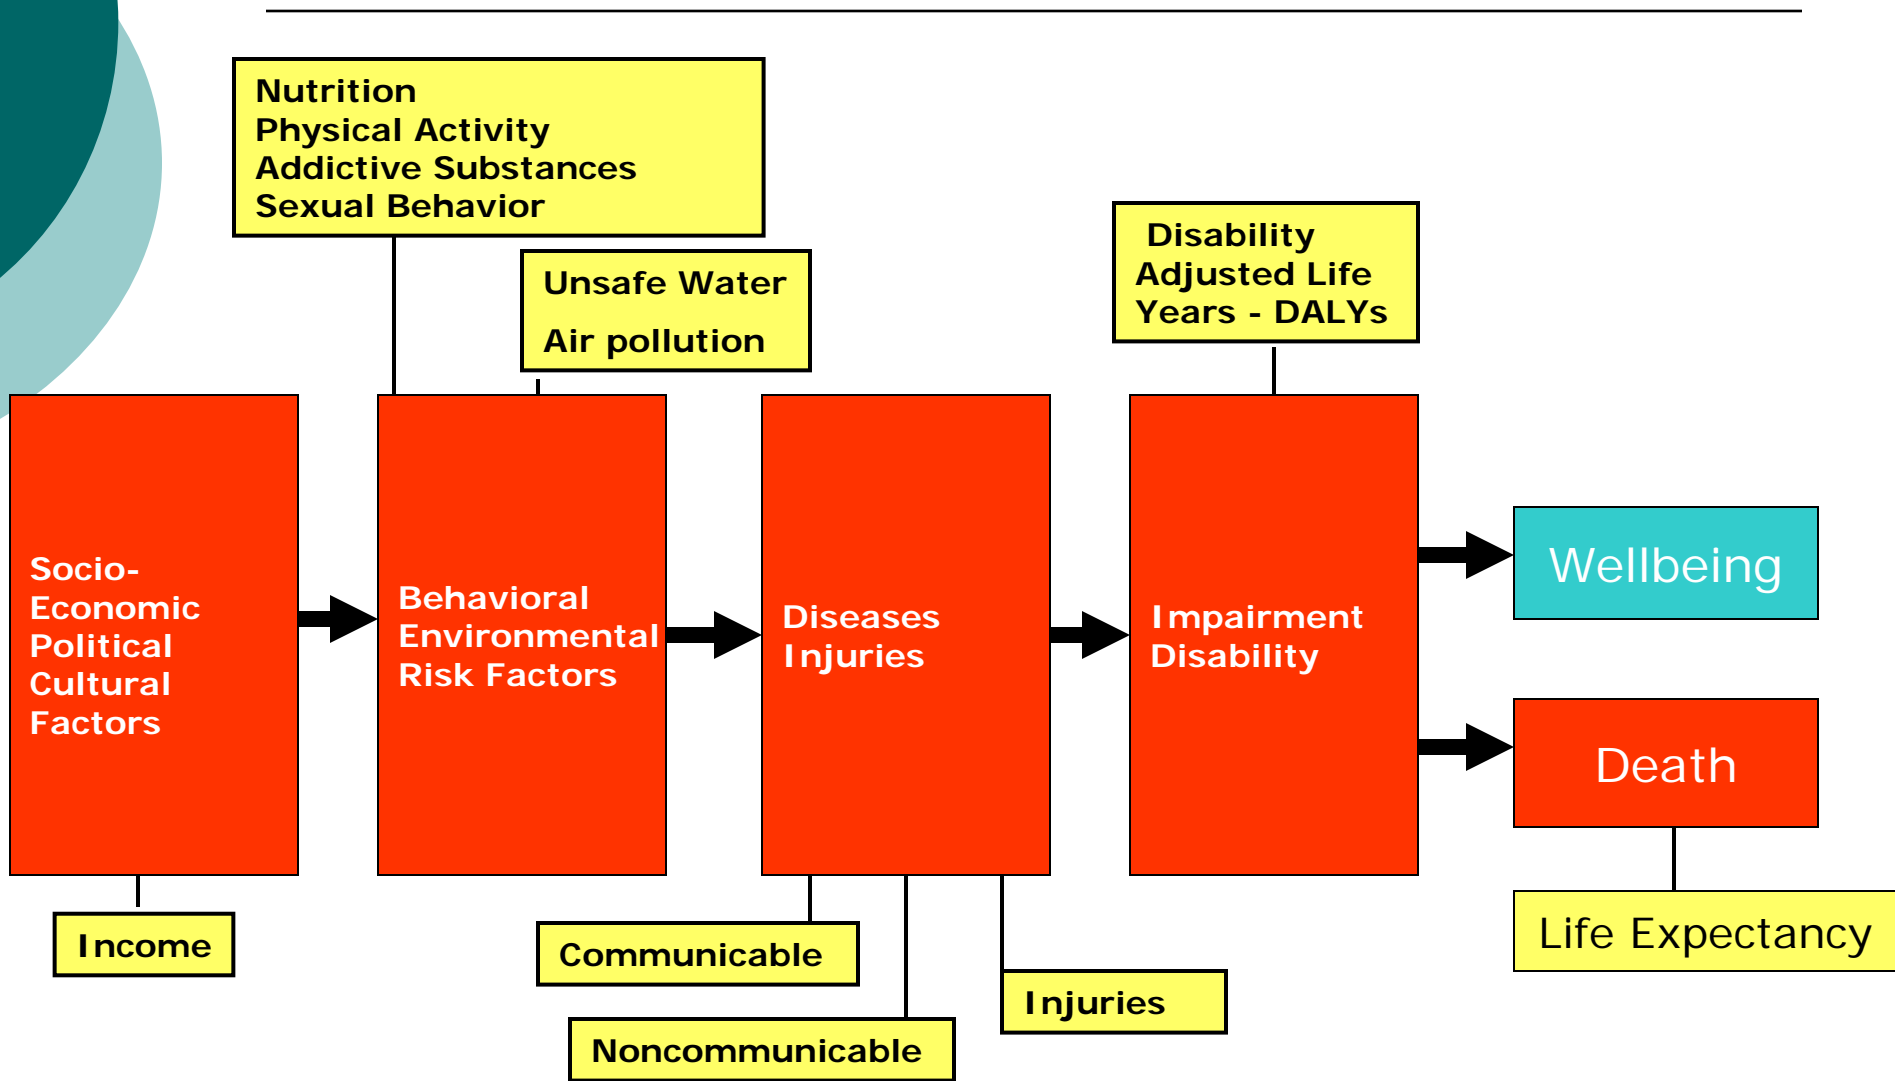 Nutrition
Physical Activity
Addictive Substances
Sexual Behavior
Unsafe Water
Air pollution
Disability
Adjusted Life
Years - DALYs
Socio-
Economic
Political
Cultural
Factors
Behavioral
Environmental
Risk Factors
Diseases
Injuries
Impairment
Disability
Wellbeing
Death
Income
Communicable
Noncommunicable
Injuries
Life Expectancy